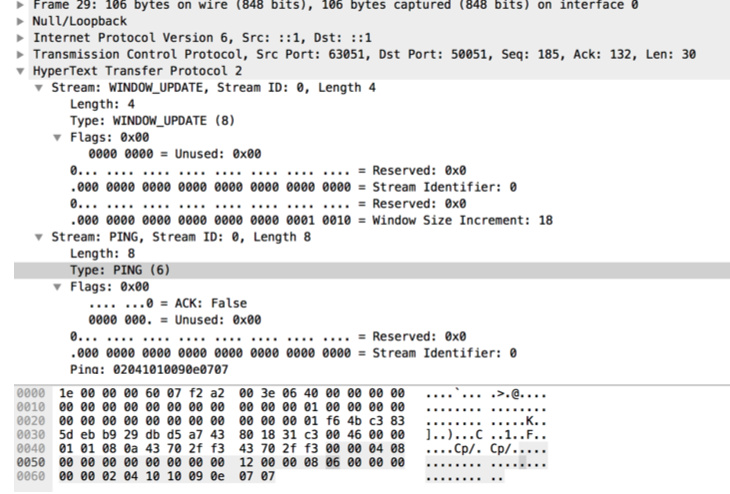 Frame 29: 106 bytes on wire (848 bits), 106 bytes captured (848 bits) on interface 0
Null/Loopback
Internet Protocol Version 6, Src: ::1, Dst: ::1
Transmission Control Protocol, Src Port: 63051, Dst Port: 50051, Seq: 185, Ack: 132, Len: 30
HyperText Transfer Protocol 2
Stream: WINDOW_UPDATE, Stream ID: 0, Length 4
Length: 4
Type: WINDOW_UPDATE (8)
Flags: 0x00
0000 0000 = Unused: 0x00
0... .... .... .... .... .... .... .... = Reserved: 0x0
.000 0000 0000 0000 0000 0000 0000 0000 = Stream Identifier: 0
0... .... .... .... .... .... .... .... = Reserved: 0x0
.000 0000 0000 0000 0000 0000 0001 0010 = Window Size Increment: 18
Stream: PING, Stream ID: 0, Length 8
Length: 8
Type: PING (6)
Flags: 0x00
.... ...0 = ACK: False
0000 000. = Unused: 0x00
0... .... .... .... .... .... .... .... = Reserved: 0x0
.000 0000 0000 0000 0000 0000 0000 0000 = Stream Identifier: 0
Ping: 02041010090e0707
0000 1e 00 00 00 60 07 f2 a2 00 3e 06 40 00 00 00 00 ....`... .>.@....
0010 00 00 00 00 00 00 00 00 00 00 00 01 00 00 00 00 ........ ........
0020 00 00 00 00 00 00 00 00 00 00 00 01 f6 4b c3 83 ........ .....K..
0030 5d eb b9 29 db d5 a7 43 80 18 31 c3 00 46 00 00 ]..)...C ..1..F..
0040 01 01 08 0a 43 70 2f f3 43 70 2f f3 00 00 04 08 ....Cp/. Cp/.....
0050 00 00 00 00 00 00 00 00 12 00 00 08 06 00 00 00 ........ ........
0060 00 00 02 04 10 10 09 0e 07 07 ........ ..